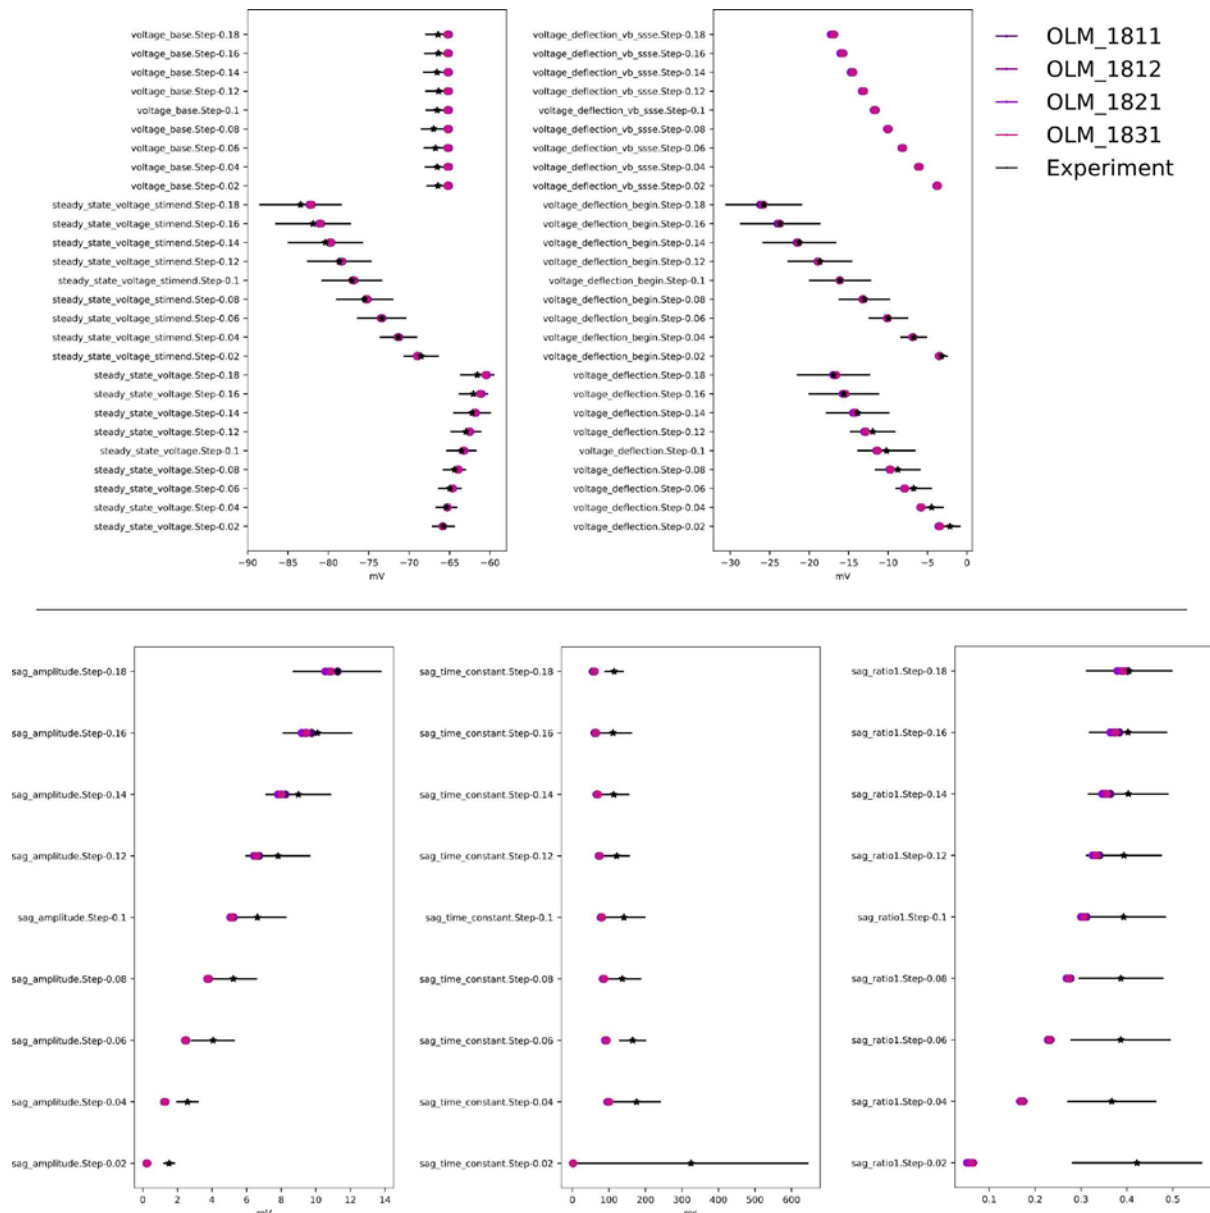 voltage_base.Step-0.18
voltage_base.Step-0.16
voltage_base.Step-0.14
voltage_base.Step-0.12
voltage_base.Step-0.1
voltage_base.Step-0.08
voltage_base.Step-0.06
voltage_base.Step-0.04
voltage_base.Step-0.02
steady_state_voltage_stimend.Step-0.18
steady_state_voltage_stimend.Step-0.16
steady_state_voltage_stimend.Step-0.14
steady_state_voltage_stimend.Step-0.12
steady_state_voltage_stimend.Step-0.1
steady_state_voltage_stimend.Step-0.08
steady_state_voltage_stimend.Step-0.06
steady_state_voltage_stimend.Step-0.04
steady_state_voltage_stimend.Step-0.02
steady_state_voltage.Step-0.18
steady_state_voltage.Step-0.16
steady_state_voltage.Step-0.14
steady_state_voltage.Step-0.12
steady_state_voltage.Step-0.1
steady_state_voltage.Step-0.08
steady_state_voltage.Step-0.06
steady_state_voltage.Step-0.04
steady_state_voltage.Step-0.02
−90 −85 −80 −75 −70 −65 −60
mV
voltage_deflection_vb_ssse.Step-0.18
voltage_deflection_vb_ssse.Step-0.16
voltage_deflection_vb_ssse.Step-0.14
voltage_deflection_vb_ssse.Step-0.12
voltage_deflection_vb_ssse.Step-0.1
voltage_deflection_vb_ssse.Step-0.08
voltage_deflection_vb_ssse.Step-0.06
voltage_deflection_vb_ssse.Step-0.04
voltage_deflection_vb_ssse.Step-0.02
voltage_deflection_begin.Step-0.18
voltage_deflection_begin.Step-0.16
voltage_deflection_begin.Step-0.14
voltage_deflection_begin.Step-0.12
voltage_deflection_begin.Step-0.1
voltage_deflection_begin.Step-0.08
voltage_deflection_begin.Step-0.06
voltage_deflection_begin.Step-0.04
voltage_deflection_begin.Step-0.02
voltage_deflection.Step-0.18
voltage_deflection.Step-0.16
voltage_deflection.Step-0.14
voltage_deflection.Step-0.12
voltage_deflection.Step-0.1
voltage_deflection.Step-0.08
voltage_deflection.Step-0.06
voltage_deflection.Step-0.04
voltage_deflection.Step-0.02
−30 −25 −20 −15 −10 −5 0
mV
OLM_1811
OLM_1812
OLM_1821
OLM_1831
Experiment
sag_amplitude.Step-0.18
sag_amplitude.Step-0.16
sag_amplitude.Step-0.14
sag_amplitude.Step-0.12
sag_amplitude.Step-0.1
sag_amplitude.Step-0.08
sag_amplitude.Step-0.06
sag_amplitude.Step-0.04
sag_amplitude.Step-0.02
0 2 4 6 8 10 12 14
mV
sag_time_constant.Step-0.18
sag_time_constant.Step-0.16
sag_time_constant.Step-0.14
sag_time_constant.Step-0.12
sag_time_constant.Step-0.1
sag_time_constant.Step-0.08
sag_time_constant.Step-0.06
sag_time_constant.Step-0.04
sag_time_constant.Step-0.02
0 100 200 300 400 500 600
ms
sag_ratio1.Step-0.18
sag_ratio1.Step-0.16
sag_ratio1.Step-0.14
sag_ratio1.Step-0.12
sag_ratio1.Step-0.1
sag_ratio1.Step-0.08
sag_ratio1.Step-0.06
sag_ratio1.Step-0.04
sag_ratio1.Step-0.02
0.1 0.2 0.3 0.4 0.5